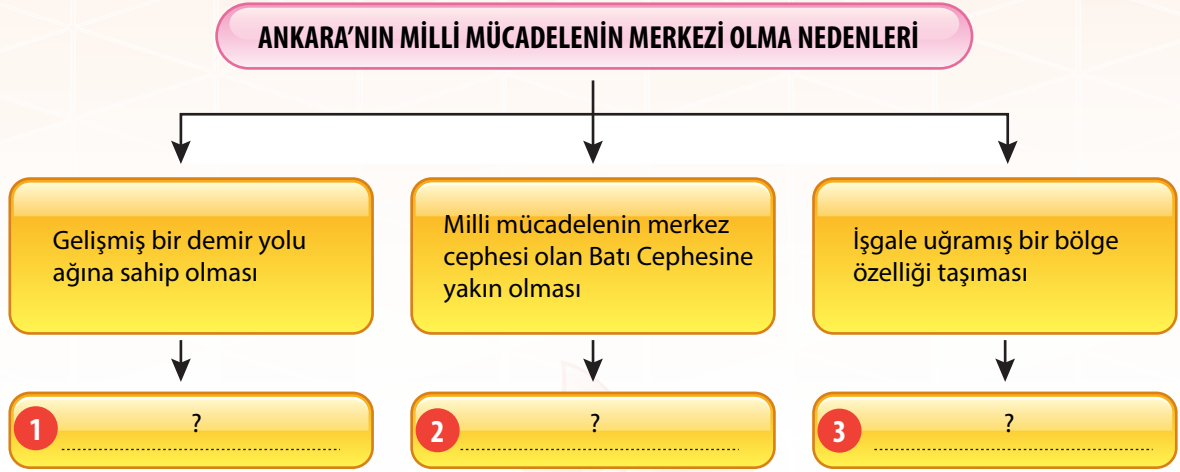 ANKARA’NIN MİLLİ MÜCADELENİN MERKEZİ OLMA NEDENLERİ
Gelişmiş bir demir yolu
ağına sahip olması
Milli mücadelenin merkez
cephesi olan Batı Cephesine
yakın olması
İşgale uğramış bir bölge
özelliği taşıması
1 ?
2 ?
3 ?